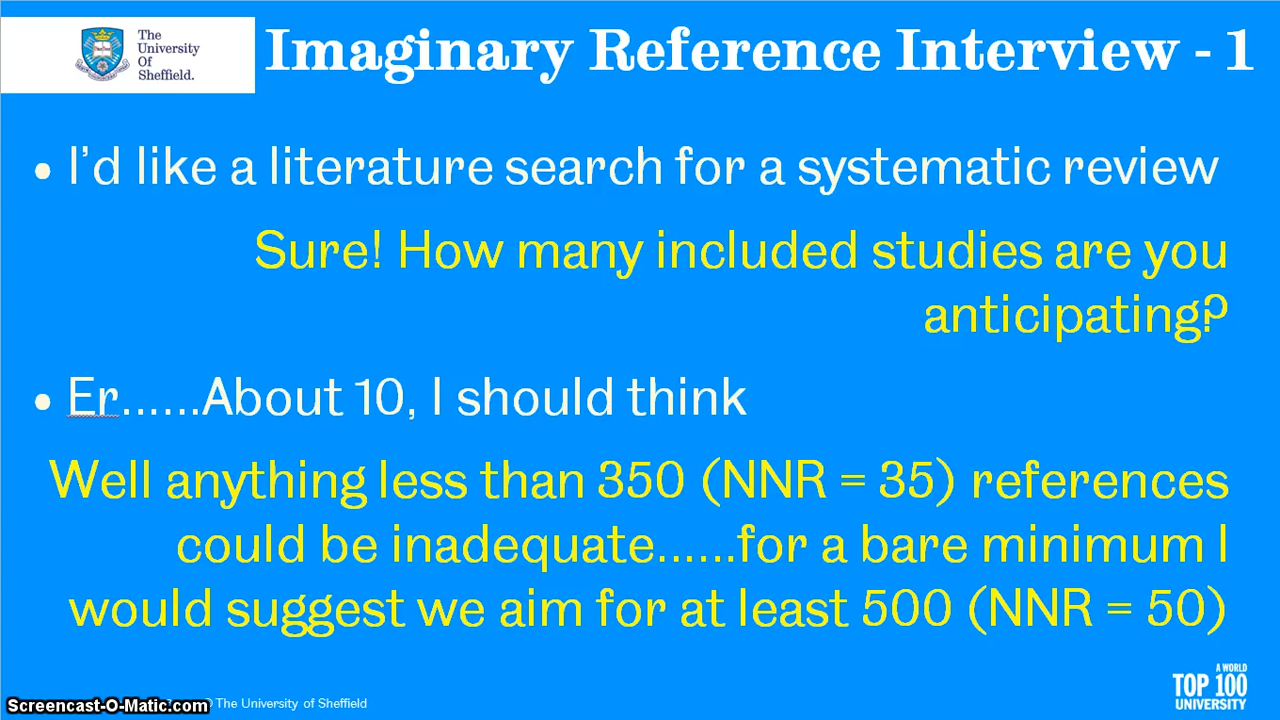 The
University
Of
Sheffield.
Imaginary Reference Interview - 1
• I'd like a literature search for a systematic review
Sure! How many included studies are you
anticipating?
• Er......About 10, I should think
Well anything less than 350 (NNR = 35) references
could be inadequate......for a bare minimum I
would suggest we aim for at least 500 (NNR = 50)
A WORLD
TOP 100
UNIVERSITY
The University of Sheffield
Screencast-O-Matic.com